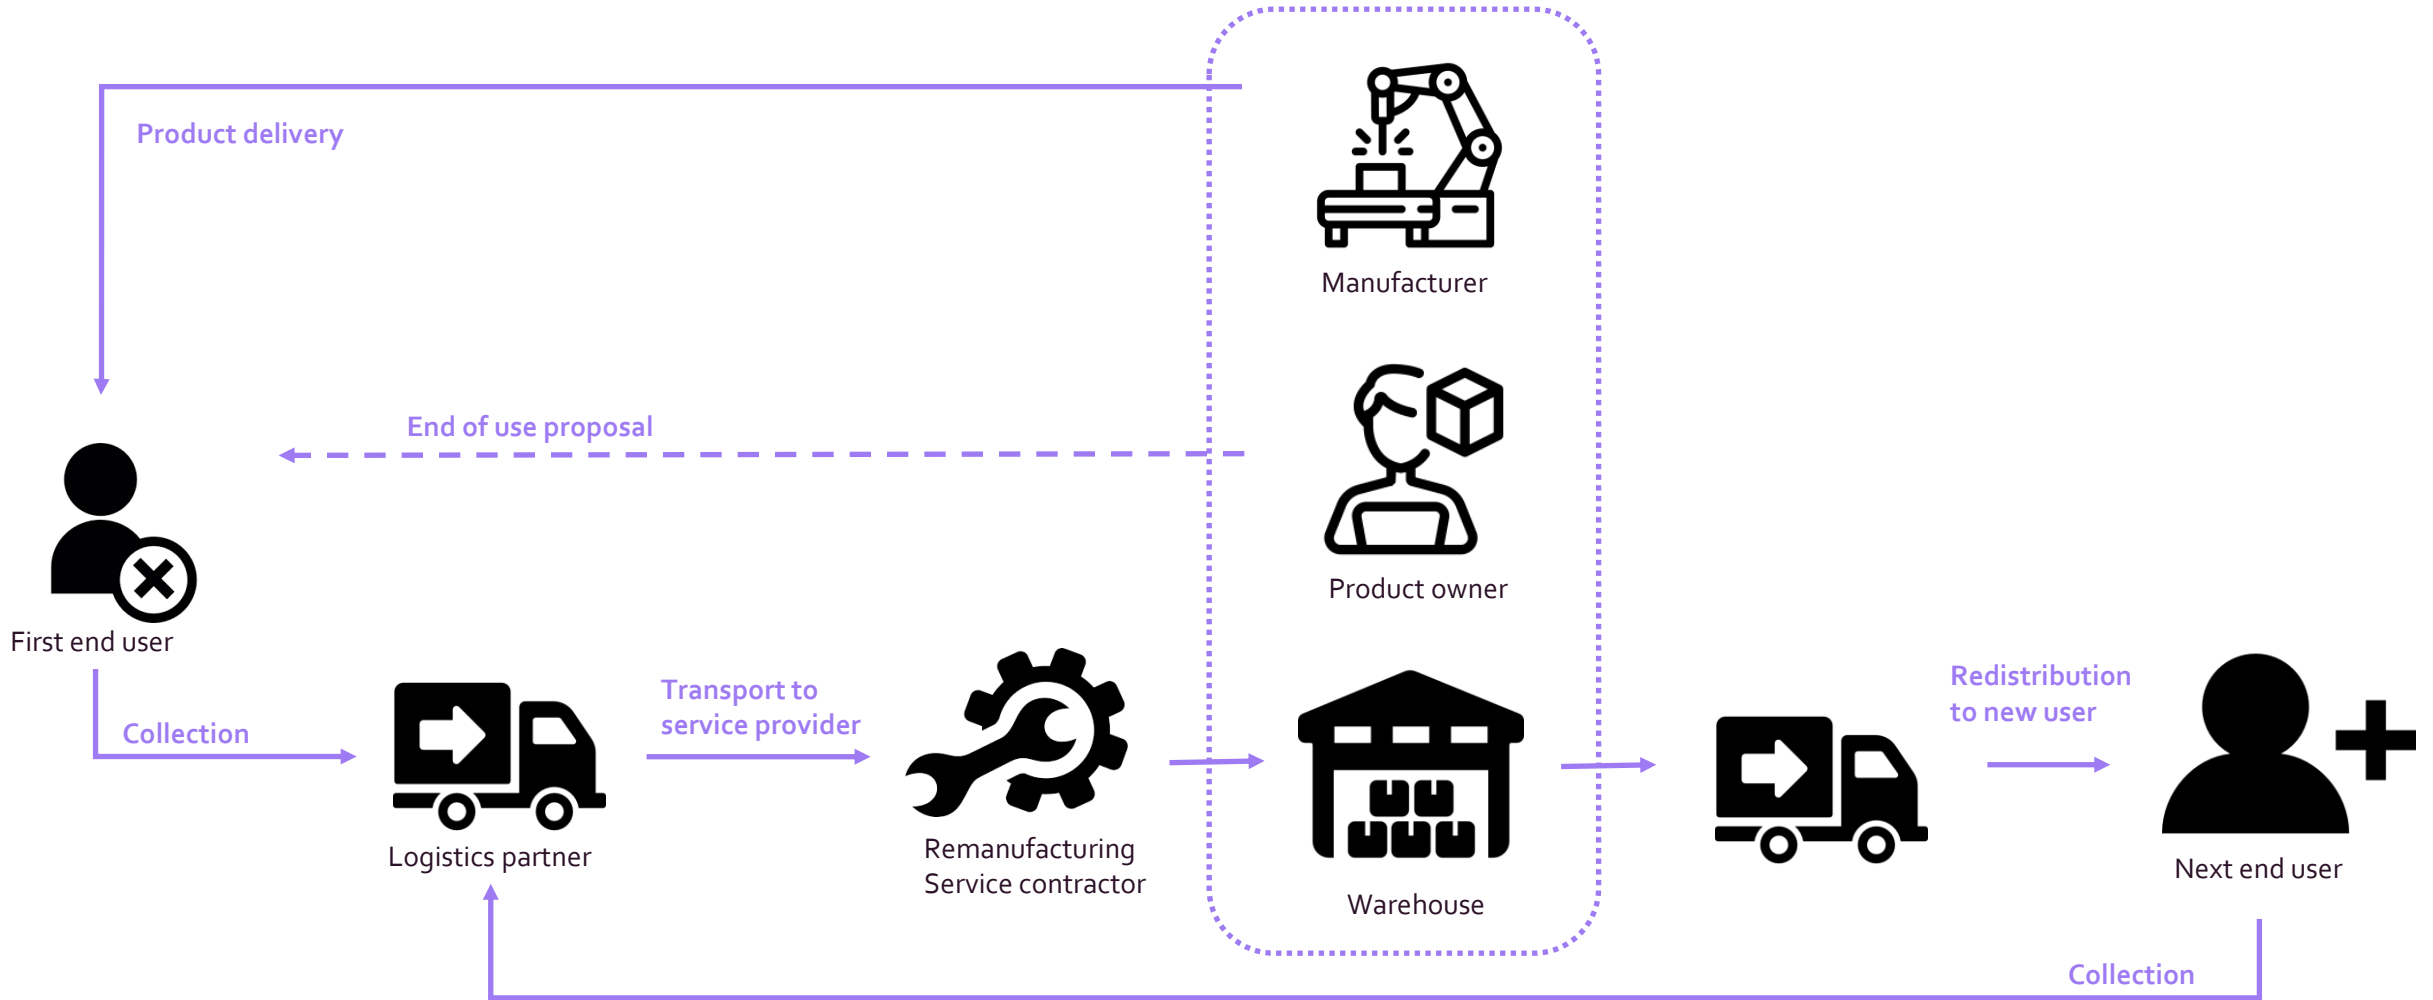 Product delivery
Manufacturer
End of use proposal
Product owner
First end user
Collection
Transport to
service provider
Redistribution
to new user
Logistics partner
Remanufacturing
Service contractor
Warehouse
Next end user
Collection